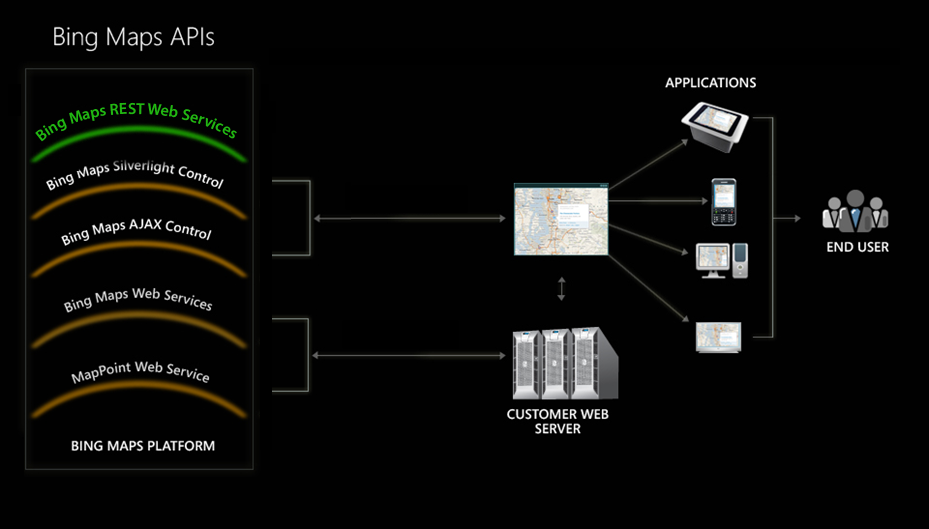 Bing Maps APIs
Bing Maps REST Web Services
Bing Maps Silverlight Control
Bing Maps AJAX Control
Bing Maps Web Services
MapPoint Web Service
BING MAPS PLATFORM
APPLICATIONS
END USER
CUSTOMER WEB
SERVER